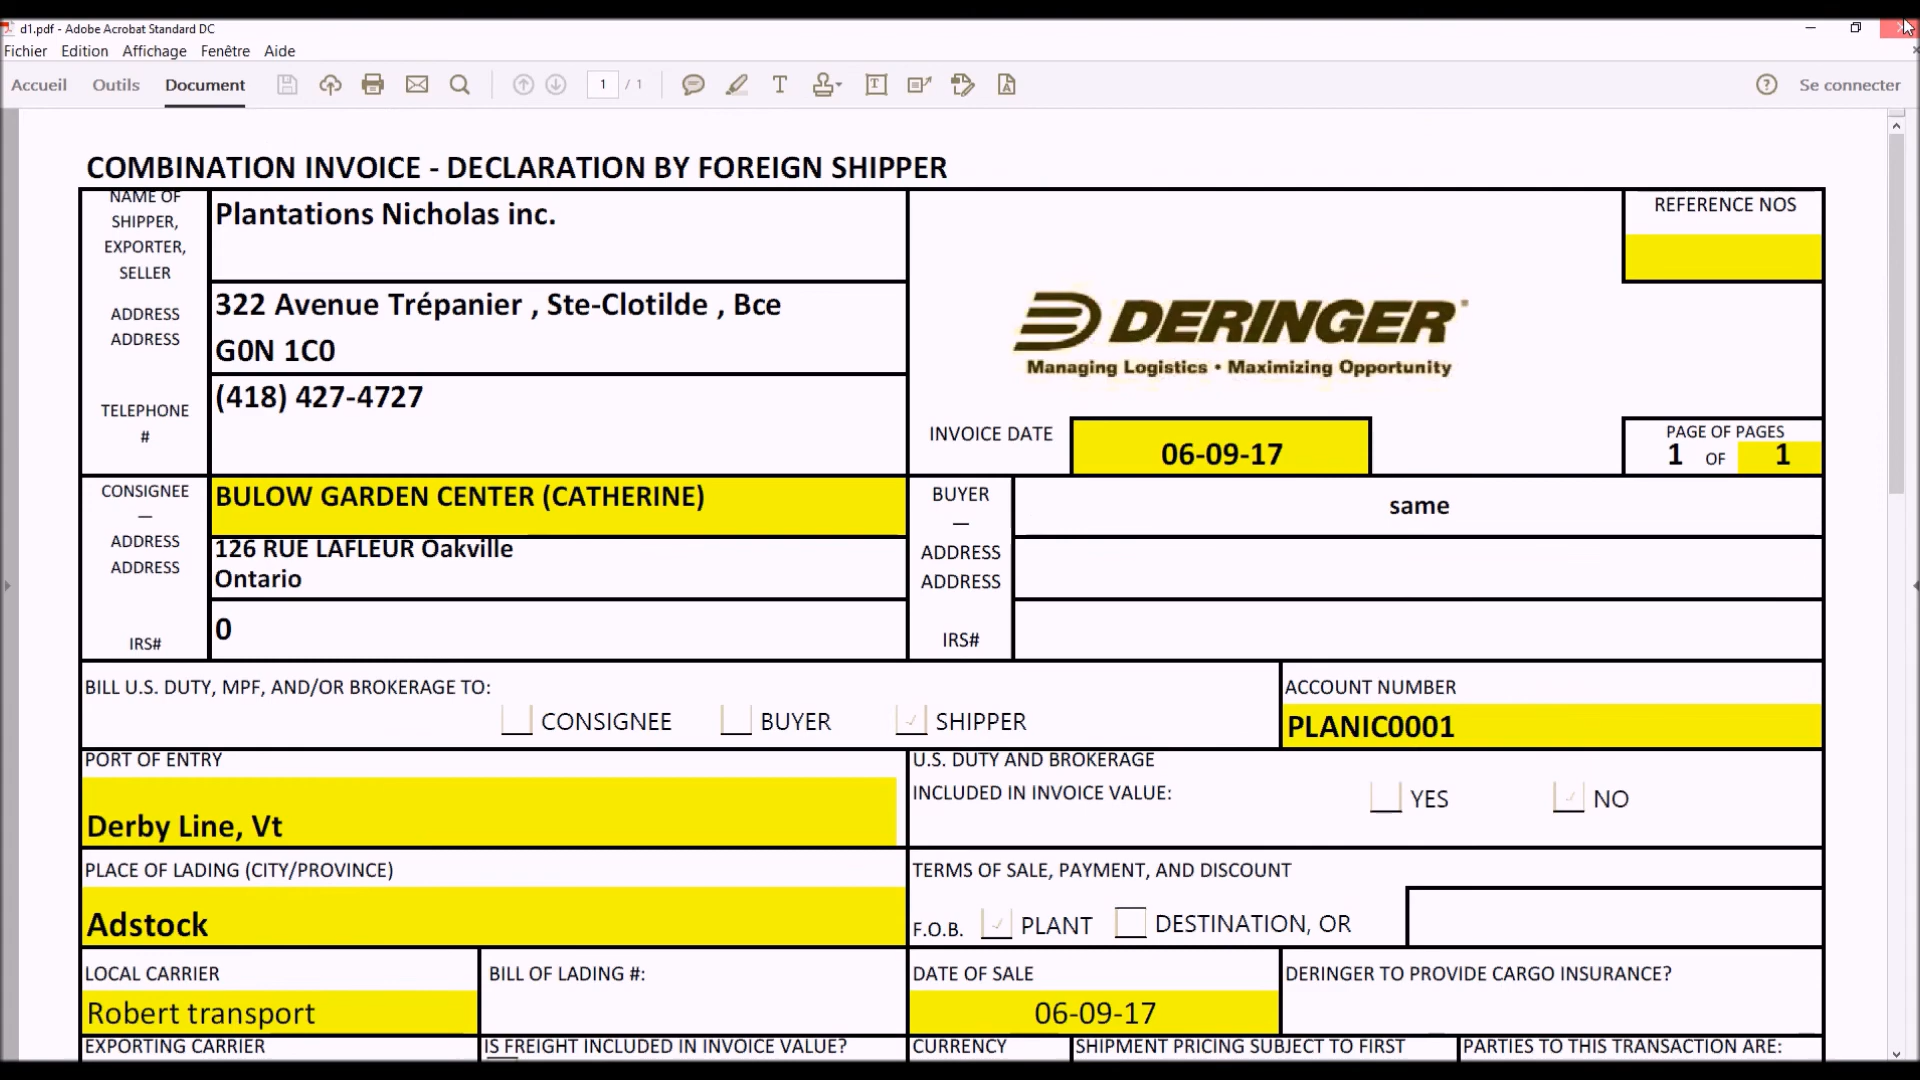 d1.pdf - Adobe Acrobat Standard DC
Fichier Edition Affichage Fenêtre Aide
Accueil Outils Document 1 / 1 Se connecter
COMBINATION INVOICE - DECLARATION BY FOREIGN SHIPPER
NAME OF
SHIPPER,
EXPORTER,
SELLER
Plantations Nicholas inc.
REFERENCE NOS
ADDRESS
ADDRESS
322 Avenue Trépanier , Ste-Clotilde , Bce
G0N 1C0
DERINGER
Managing Logistics • Maximizing Opportunity
TELEPHONE
#
(418) 427-4727
INVOICE DATE
06-09-17
PAGE OF PAGES
1 OF 1
CONSIGNEE
—
ADDRESS
ADDRESS
IRS#
BULOW GARDEN CENTER (CATHERINE)
126 RUE LAFLEUR Oakville
Ontario
0
BUYER
—
ADDRESS
ADDRESS
IRS#
same
BILL U.S. DUTY, MPF, AND/OR BROKERAGE TO:
CONSIGNEE BUYER ✓ SHIPPER
ACCOUNT NUMBER
PLANIC0001
PORT OF ENTRY
Derby Line, Vt
U.S. DUTY AND BROKERAGE
INCLUDED IN INVOICE VALUE:
YES ✓ NO
PLACE OF LADING (CITY/PROVINCE)
Adstock
TERMS OF SALE, PAYMENT, AND DISCOUNT
F.O.B. ✓ PLANT DESTINATION, OR
LOCAL CARRIER
Robert transport
BILL OF LADING #:
DATE OF SALE
06-09-17
DERINGER TO PROVIDE CARGO INSURANCE?
EXPORTING CARRIER
IS FREIGHT INCLUDED IN INVOICE VALUE?
CURRENCY
SHIPMENT PRICING SUBJECT TO FIRST
PARTIES TO THIS TRANSACTION ARE: